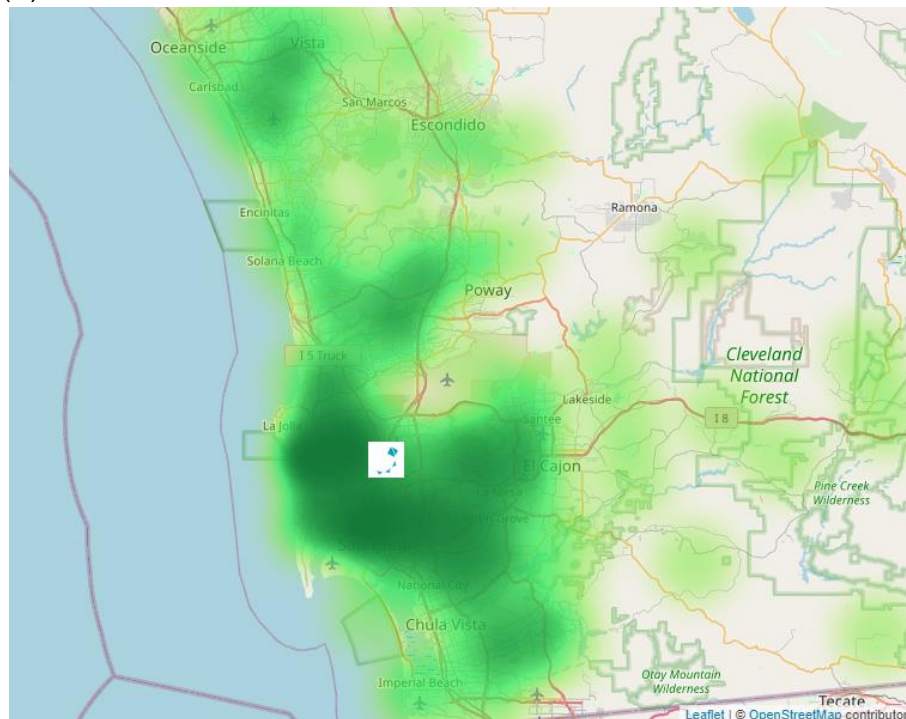 Oceanside
Vista
Carlsbad
San Marcos
Escondido
Ramona
Encinitas
Solana Beach
Poway
I 5 Truck
Cleveland
National
Forest
Lakeside
I 8
Santee
La Jolla
El Cajon
La Mesa
Pine Creek
Wilderness
National City
Chula Vista
Imperial Beach
Otay Mountain
Wilderness
Tecate
Leaflet | © OpenStreetMap contributor